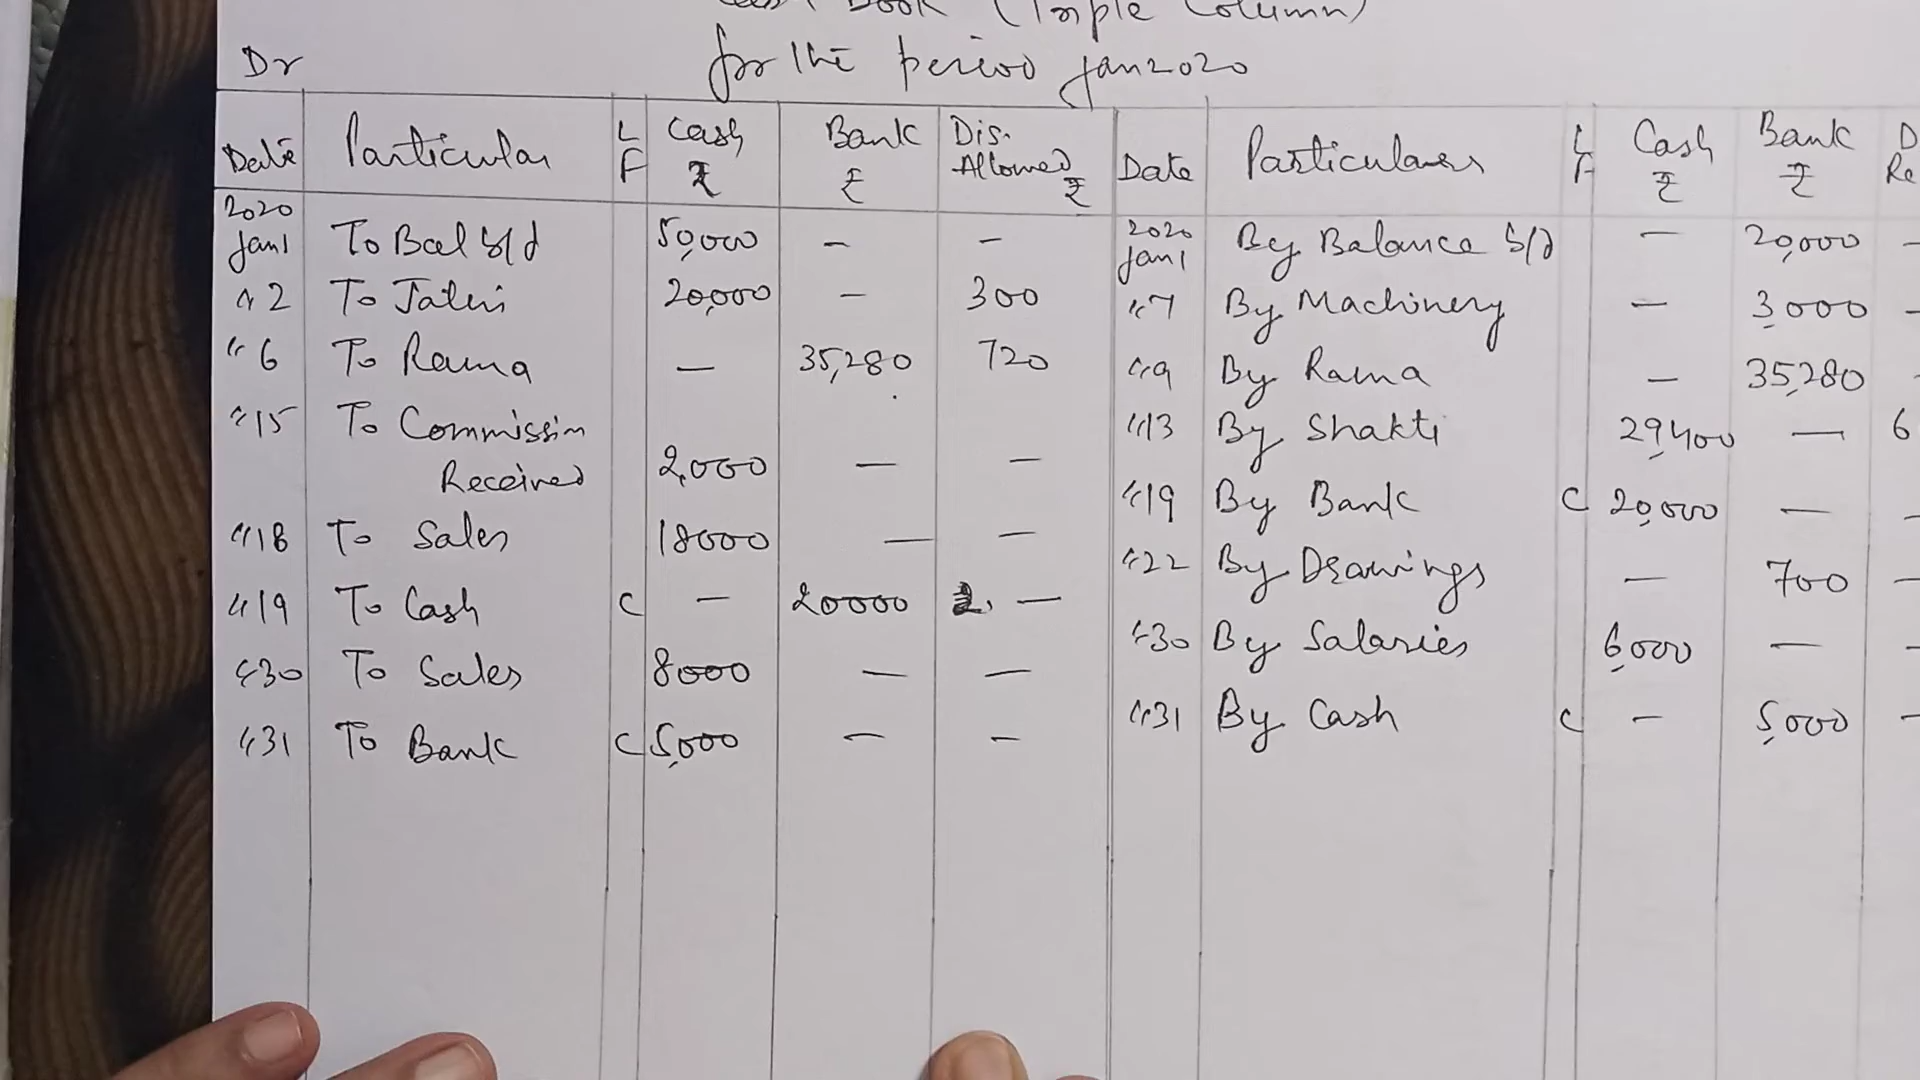 Cash Book (Triple Column)
for the period Jan 2020
Dr
Date Particular L F Cash ₹ Bank ₹ Dis. Allowed ₹ Date Particulars L F Cash ₹ Bank ₹ D Re
2020 Jan 1 To Bal b/d 50,000 — — 2020 Jan 1 By Balance b/d — 20,000 —
" 2 To Jatin 20,000 — 300 " 7 By Machinery — 3,000 —
" 6 To Rama — 35,280 720 " 9 By Rama — 35,280 -
" 15 To Commission Received 2,000 — — " 13 By Shakti 29,400 — 6
" 18 To Sales 18000 — — " 19 By Bank C 20,000 — —
" 19 To Cash C — 20000 — " 22 By Drawings — 700 —
" 30 To Sales 8000 — — " 30 By Salaries 6,000 — —
" 31 To Bank C 5,000 — — " 31 By Cash C — 5,000 —